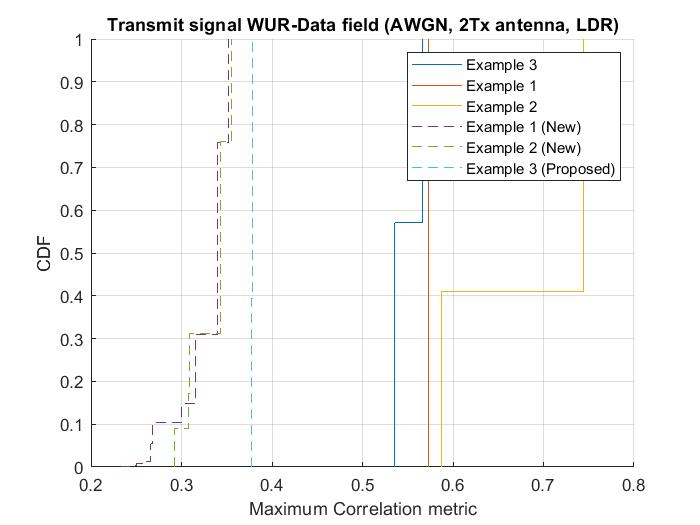 Transmit signal WUR-Data field (AWGN, 2Tx antenna, LDR)
1
0.9
0.8
0.7
0.6
0.5
0.4
0.3
0.2
0.1
0
CDF
Example 3
Example 1
Example 2
Example 1 (New)
Example 2 (New)
Example 3 (Proposed)
0.2 0.3 0.4 0.5 0.6 0.7 0.8
Maximum Correlation metric